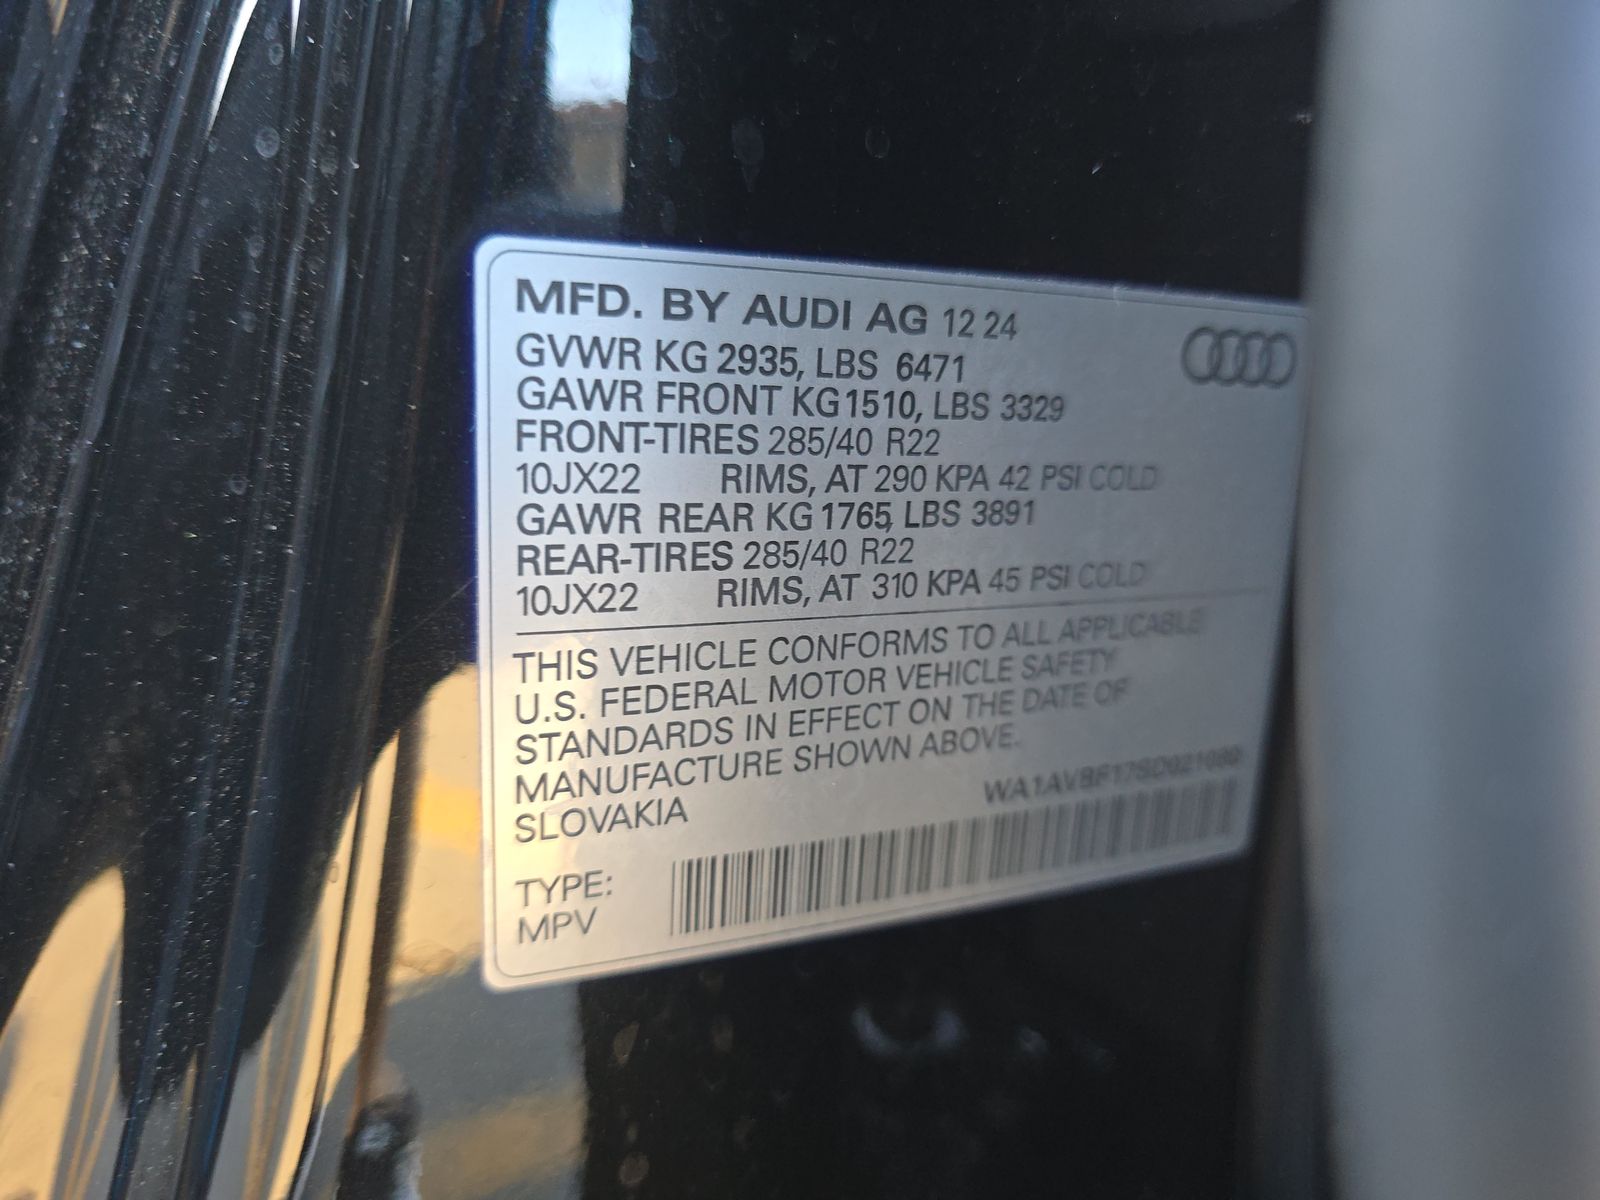 MFD. BY AUDI AG 12 24
GVWR KG 2935, LBS 6471
GAWR FRONT KG 1510, LBS 3329
FRONT-TIRES 285/40 R22
10JX22 RIMS, AT 290 KPA 42 PSI COLD
GAWR REAR KG 1765, LBS 3891
REAR-TIRES 285/40 R22
10JX22 RIMS, AT 310 KPA 45 PSI COLD
THIS VEHICLE CONFORMS TO ALL APPLICABLE
U.S. FEDERAL MOTOR VEHICLE SAFETY
STANDARDS IN EFFECT ON THE DATE OF
MANUFACTURE SHOWN ABOVE.
SLOVAKIA
TYPE:
MPV